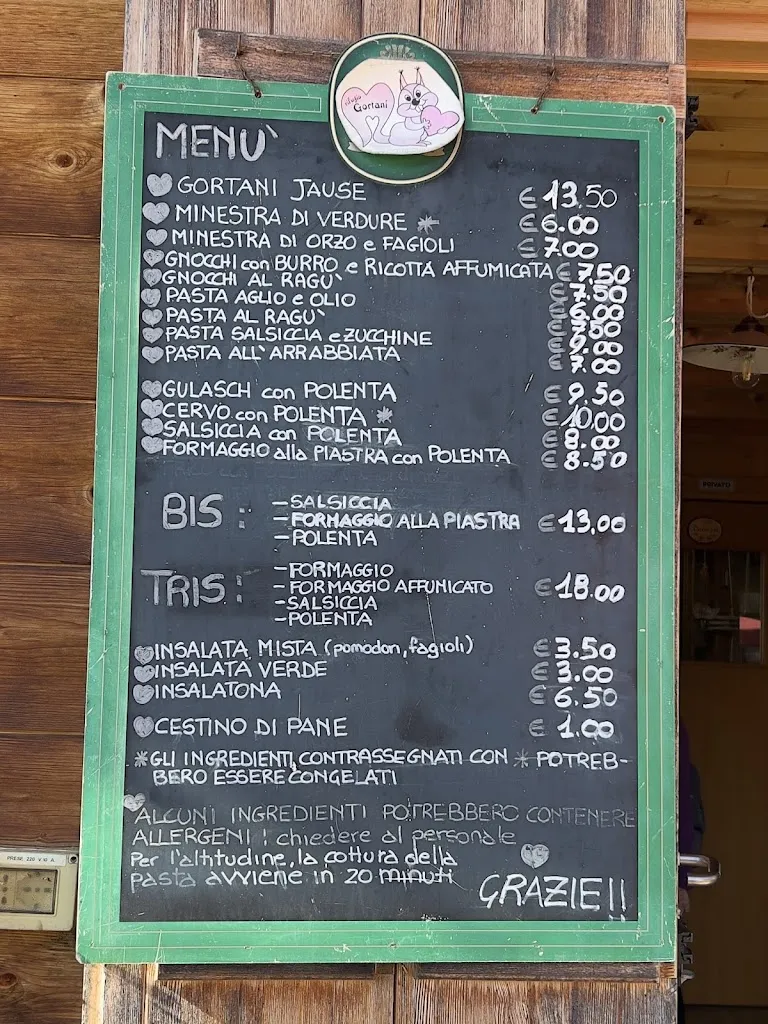 rifugio
Gortani
MENU`
GORTANI JAUSE € 13.50
MINESTRA DI VERDURE * € 6.00
MINESTRA DI ORZO e FAGIOLI € 7.00
GNOCCHI con BURRO e RICOTTA AFFUMICATA € 7.50
GNOCCHI AL RAGU` € 7.50
PASTA AGLIO e OLIO € 6.00
PASTA AL RAGU` € 7.50
PASTA SALSICCIA e ZUCCHINE € 9.00
PASTA ALL`ARRABBIATA € 7.00
GULASCH con POLENTA € 9.50
CERVO con POLENTA * € 10.00
SALSICCIA con POLENTA € 8.00
FORMAGGIO alla PIASTRA con POLENTA € 8.50
BIS : - SALSICCIA
- FORMAGGIO ALLA PIASTRA € 13,00
- POLENTA
TRIS : - FORMAGGIO
- FORMAGGIO AFFUNICATO € 18.00
- SALSICCIA
- POLENTA
INSALATA MISTA (pomodori, fagioli) € 3.50
INSALATA VERDE € 3.00
INSALATONA € 6.50
CESTINO DI PANE € 1.00
*GLI INGREDIENTI CONTRASSEGNATI CON * POTREB-
BERO ESSERE CONGELATI
ALCUNI INGREDIENTI POTREBBERO CONTENERE
ALLERGENI : chiedere al personale
Per l'altitudine, la cottura della
pasta avviene in 20 minuti
GRAZIE!!
PRESE 220 V.
PRIVATO